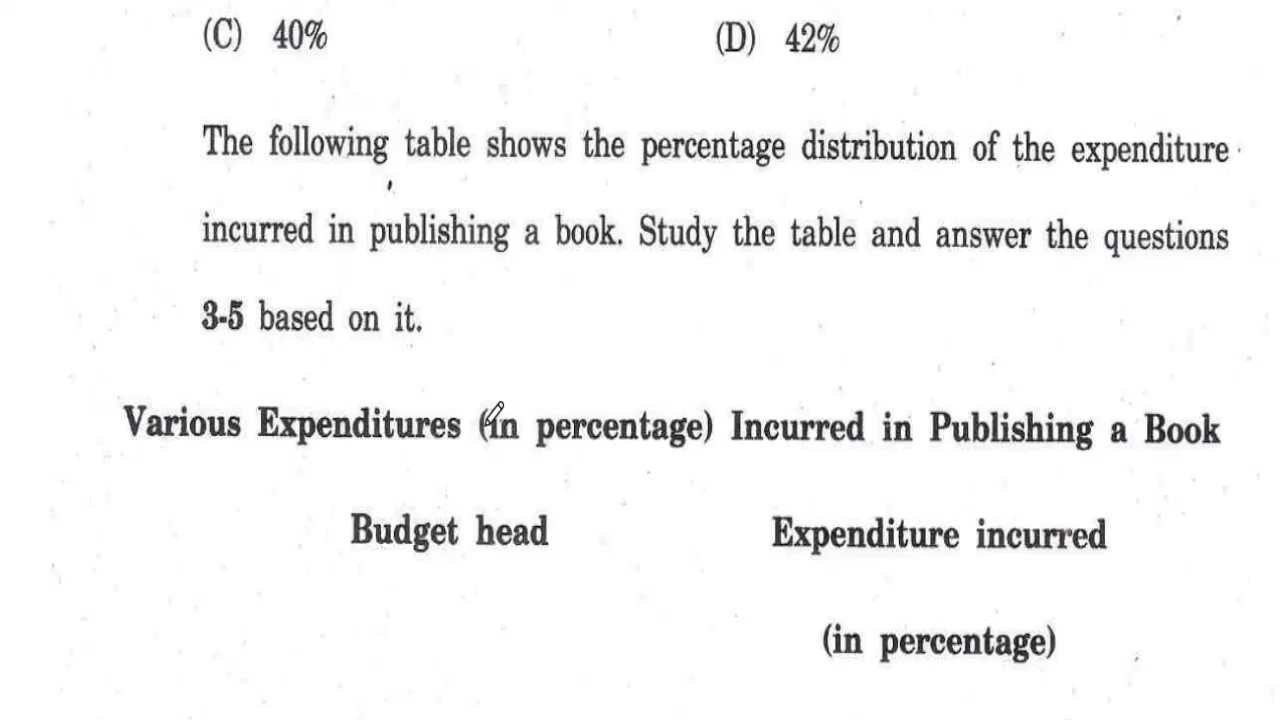 (C) 40% (D) 42%
The following table shows the percentage distribution of the expenditure
incurred in publishing a book. Study the table and answer the questions
3-5 based on it.
Various Expenditures (in percentage) Incurred in Publishing a Book
Budget head Expenditure incurred
(in percentage)